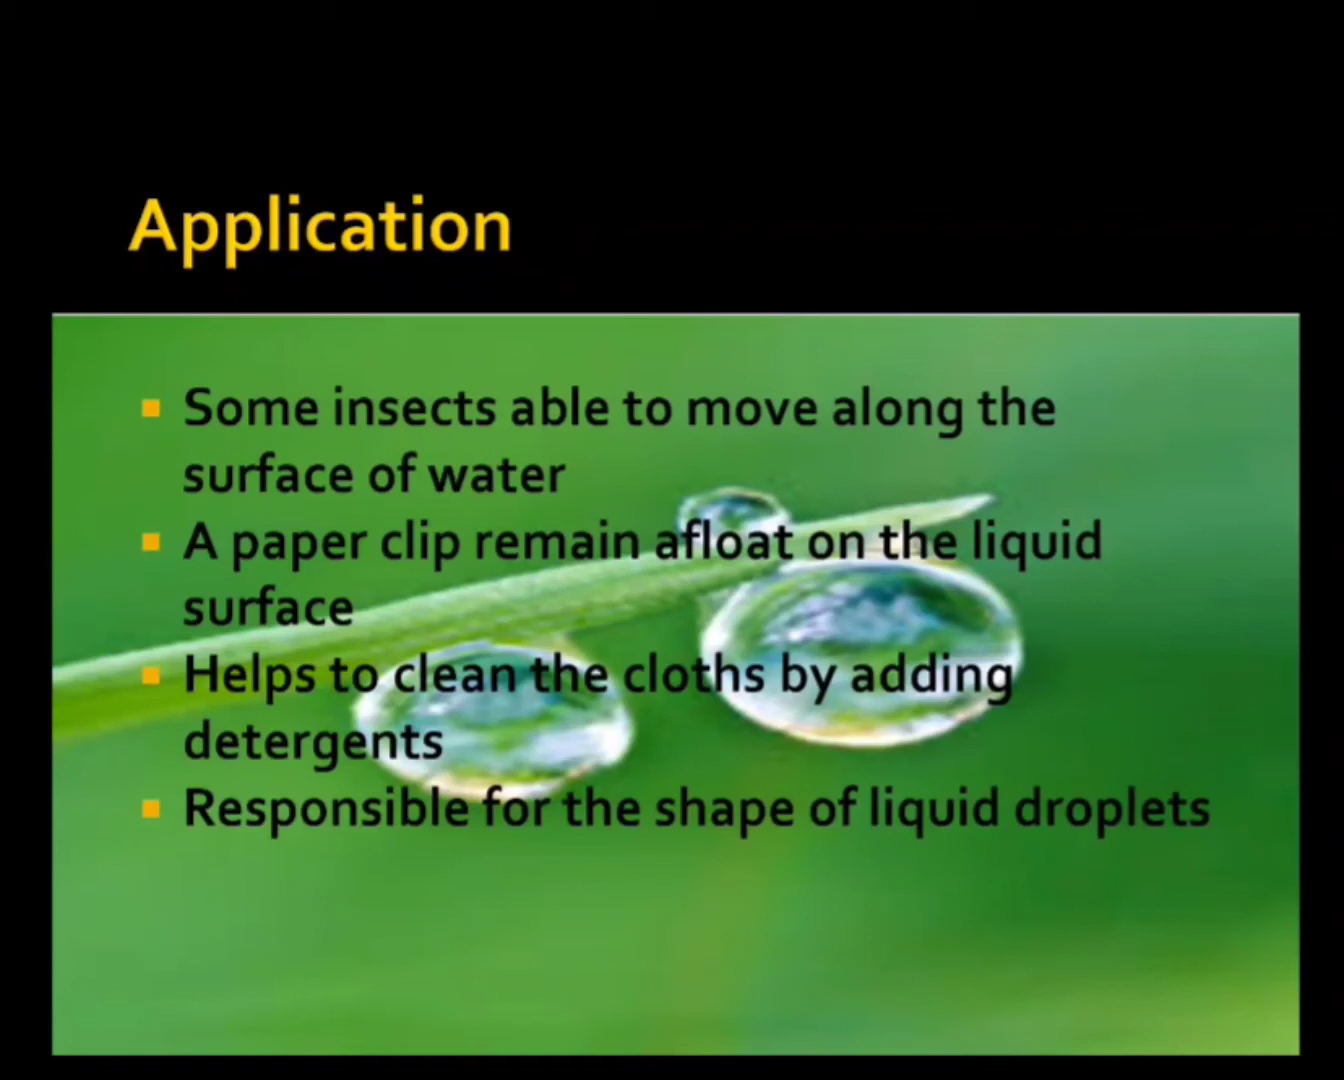 Application
Some insects able to move along the
surface of water
A paper clip remain afloat on the liquid
surface
Helps to clean the cloths by adding
detergents
Responsible for the shape of liquid droplets